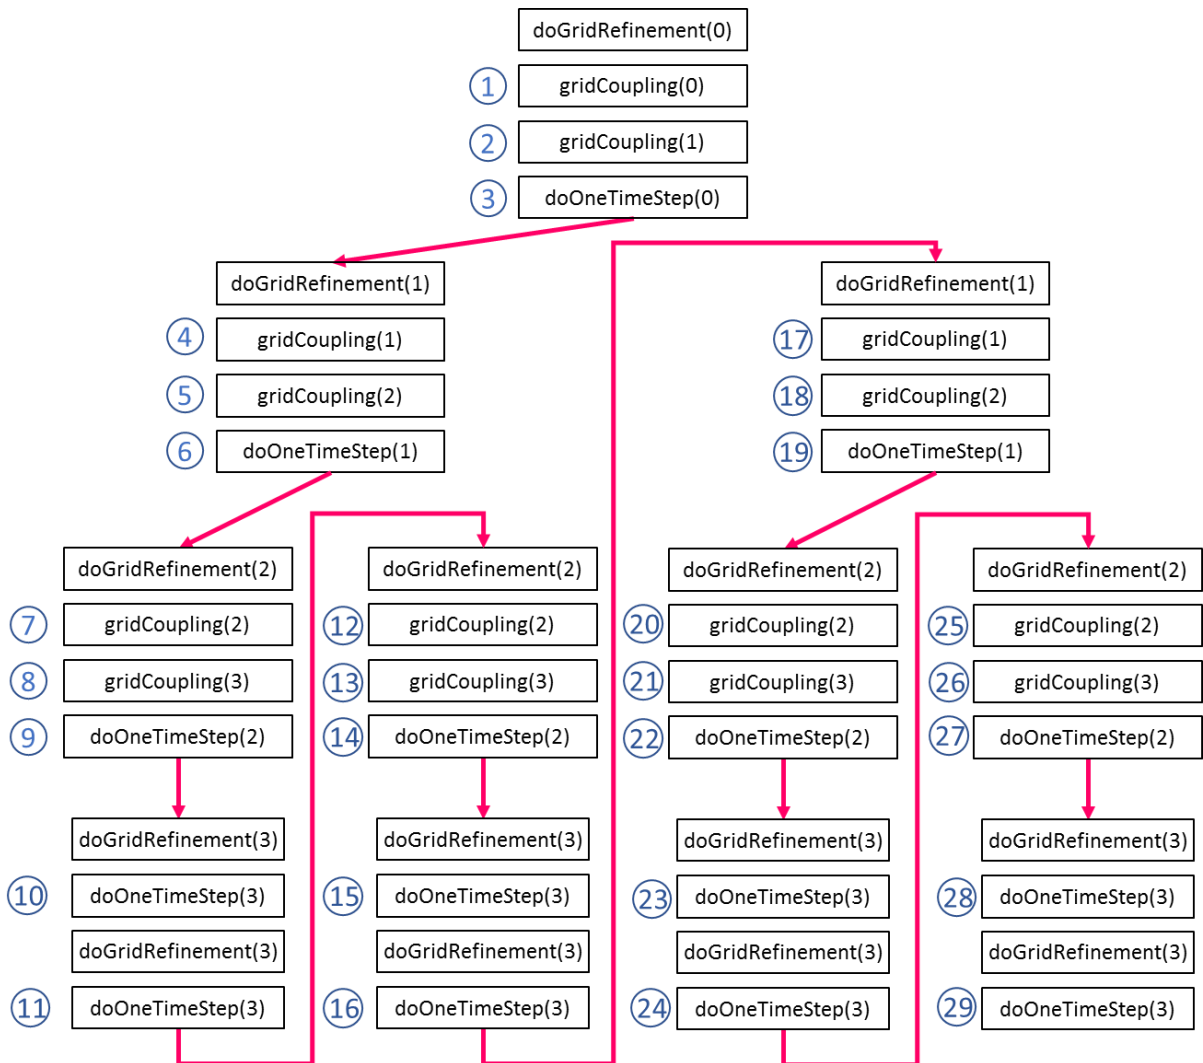 doGridRefinement(0)
1 gridCoupling(0)
2 gridCoupling(1)
3 doOneTimeStep(0)
doGridRefinement(1)
4 gridCoupling(1)
5 gridCoupling(2)
6 doOneTimeStep(1)
doGridRefinement(2)
7 gridCoupling(2)
8 gridCoupling(3)
9 doOneTimeStep(2)
doGridRefinement(3)
10 doOneTimeStep(3)
doGridRefinement(3)
11 doOneTimeStep(3)
doGridRefinement(2)
12 gridCoupling(2)
13 gridCoupling(3)
14 doOneTimeStep(2)
doGridRefinement(3)
15 doOneTimeStep(3)
doGridRefinement(3)
16 doOneTimeStep(3)
doGridRefinement(1)
17 gridCoupling(1)
18 gridCoupling(2)
19 doOneTimeStep(1)
doGridRefinement(2)
20 gridCoupling(2)
21 gridCoupling(3)
22 doOneTimeStep(2)
doGridRefinement(3)
23 doOneTimeStep(3)
doGridRefinement(3)
24 doOneTimeStep(3)
doGridRefinement(2)
25 gridCoupling(2)
26 gridCoupling(3)
27 doOneTimeStep(2)
doGridRefinement(3)
28 doOneTimeStep(3)
doGridRefinement(3)
29 doOneTimeStep(3)